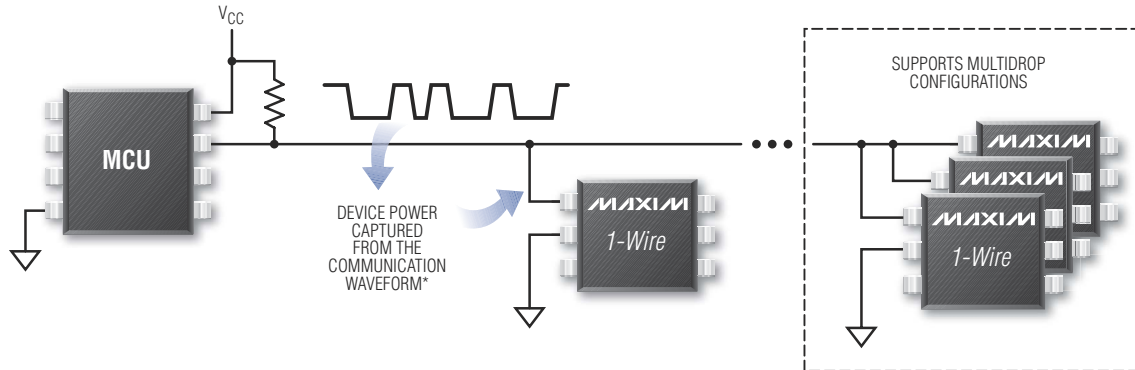 VCC
SUPPORTS MULTIDROP
CONFIGURATIONS
MCU
MAXIM
MAXIM
MAXIM
MAXIM
1-Wire
1-Wire
DEVICE POWER
CAPTURED
FROM THE
COMMUNICATION
WAVEFORM*